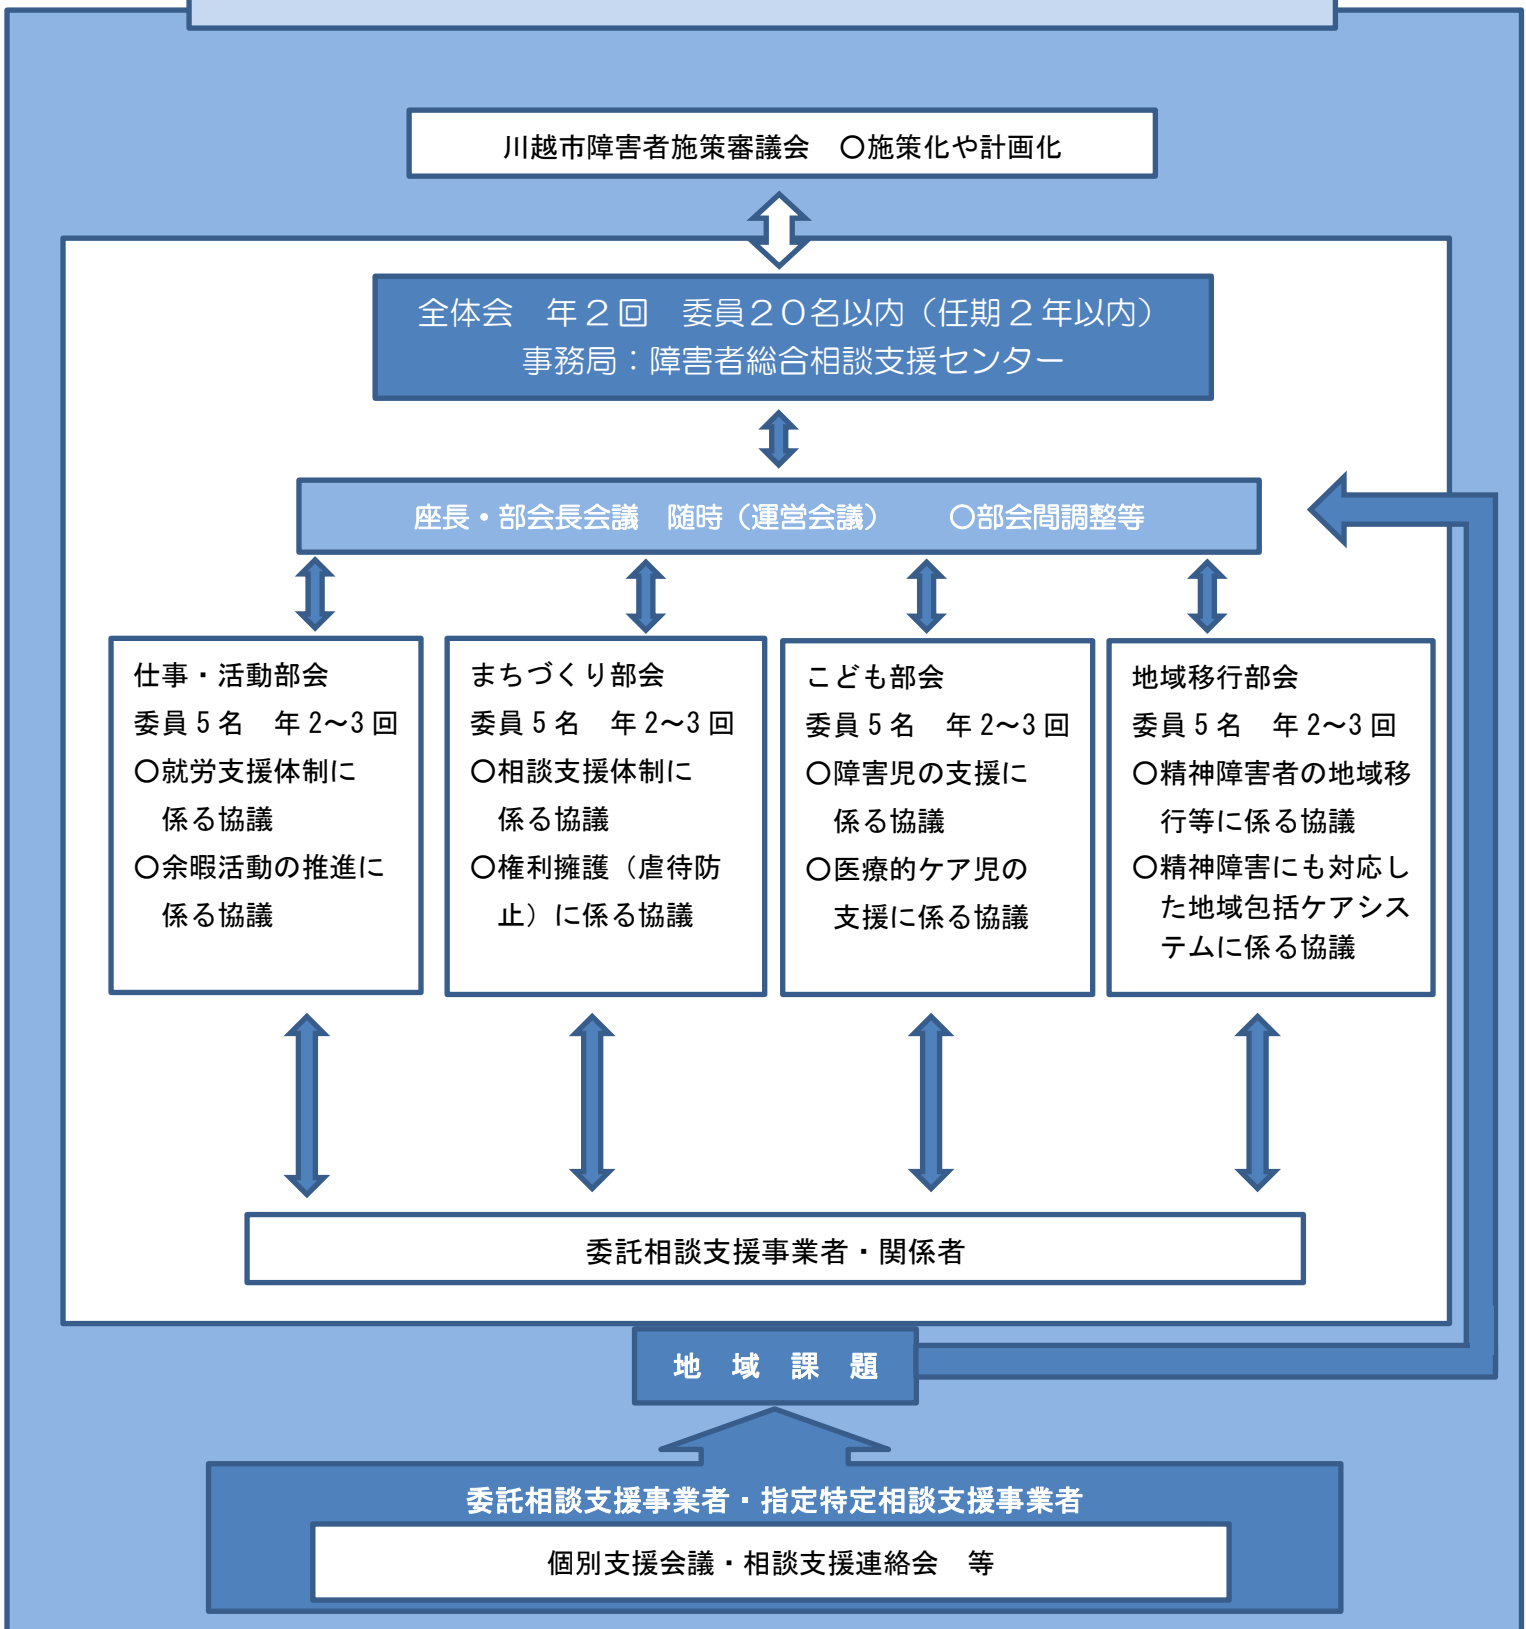 川越市障害者施策審議会　○施策化や計画化
全体会　年２回　委員２０名以内（任期２年以内）
事務局：障害者総合相談支援センター
座長・部会長会議　随時（運営会議）　　○部会間調整等
仕事・活動部会
委員5名　年2～3回
○就労支援体制に
係る協議
○余暇活動の推進に
係る協議
まちづくり部会
委員5名　年2～3回
○相談支援体制に
係る協議
○権利擁護（虐待防
止）に係る協議
こども部会
委員5名　年2～3回
○障害児の支援に
係る協議
○医療的ケア児の
支援に係る協議
地域移行部会
委員5名　年2～3回
○精神障害者の地域移
行等に係る協議
○精神障害にも対応し
た地域包括ケアシス
テムに係る協議
委託相談支援事業者・関係者
地　域　課　題
委託相談支援事業者・指定特定相談支援事業者
個別支援会議・相談支援連絡会　等